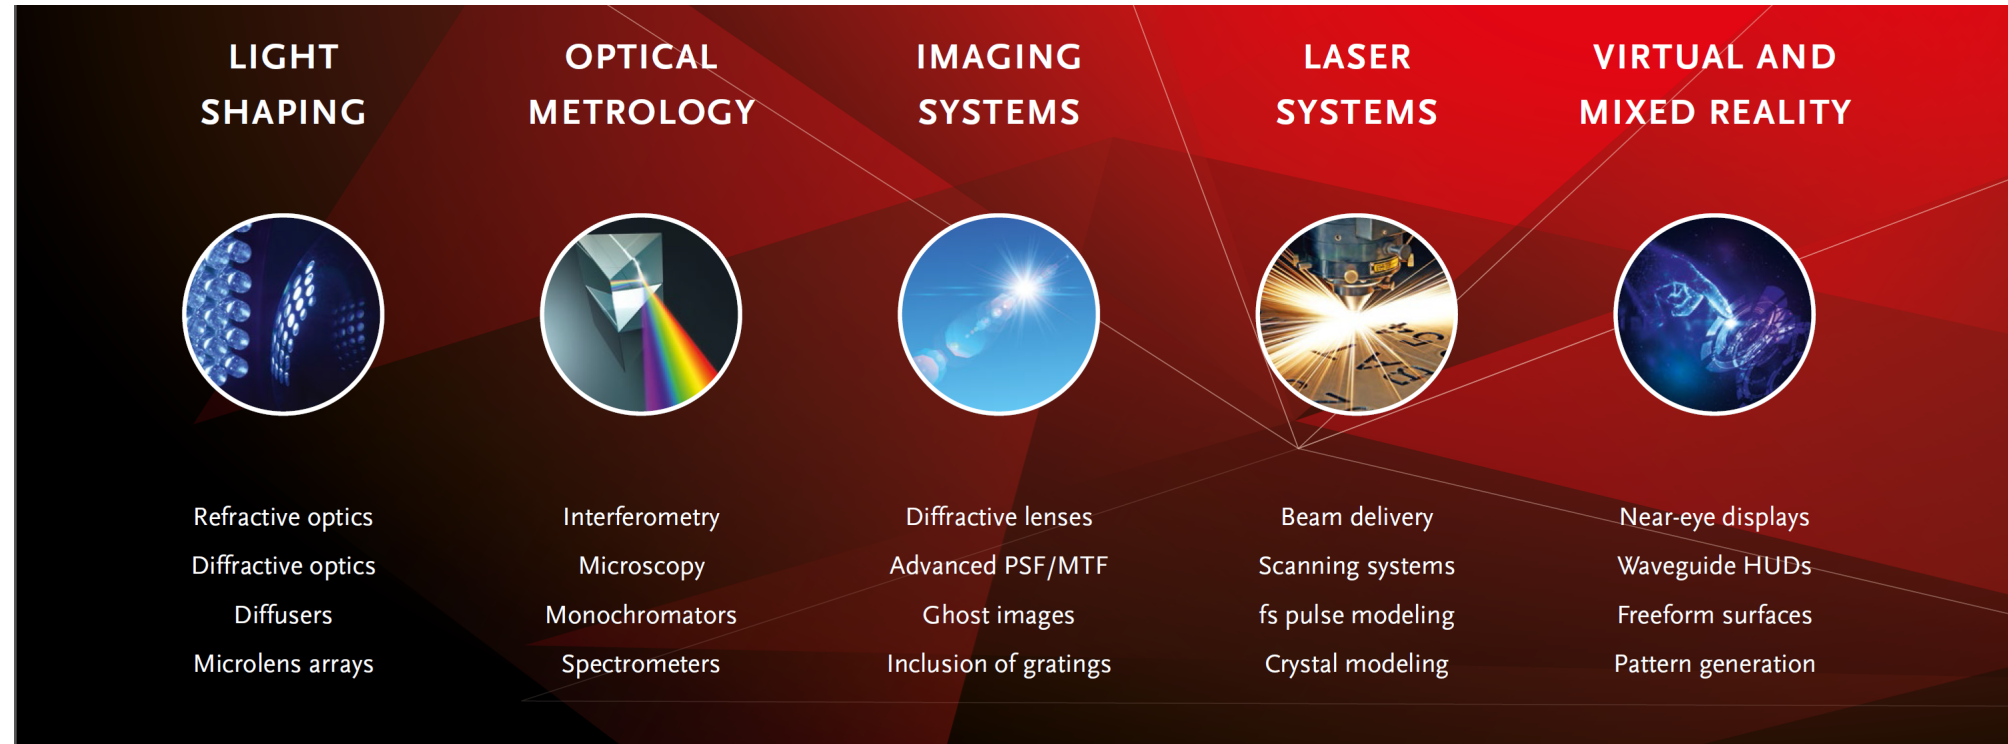 LIGHT
SHAPING
Refractive optics
Diffractive optics
Diffusers
Microlens arrays
OPTICAL
METROLOGY
Interferometry
Microscopy
Monochromators
Spectrometers
IMAGING
SYSTEMS
Diffractive lenses
Advanced PSF/MTF
Ghost images
Inclusion of gratings
LASER
SYSTEMS
Beam delivery
Scanning systems
fs pulse modeling
Crystal modeling
VIRTUAL AND
MIXED REALITY
Near-eye displays
Waveguide HUDs
Freeform surfaces
Pattern generation